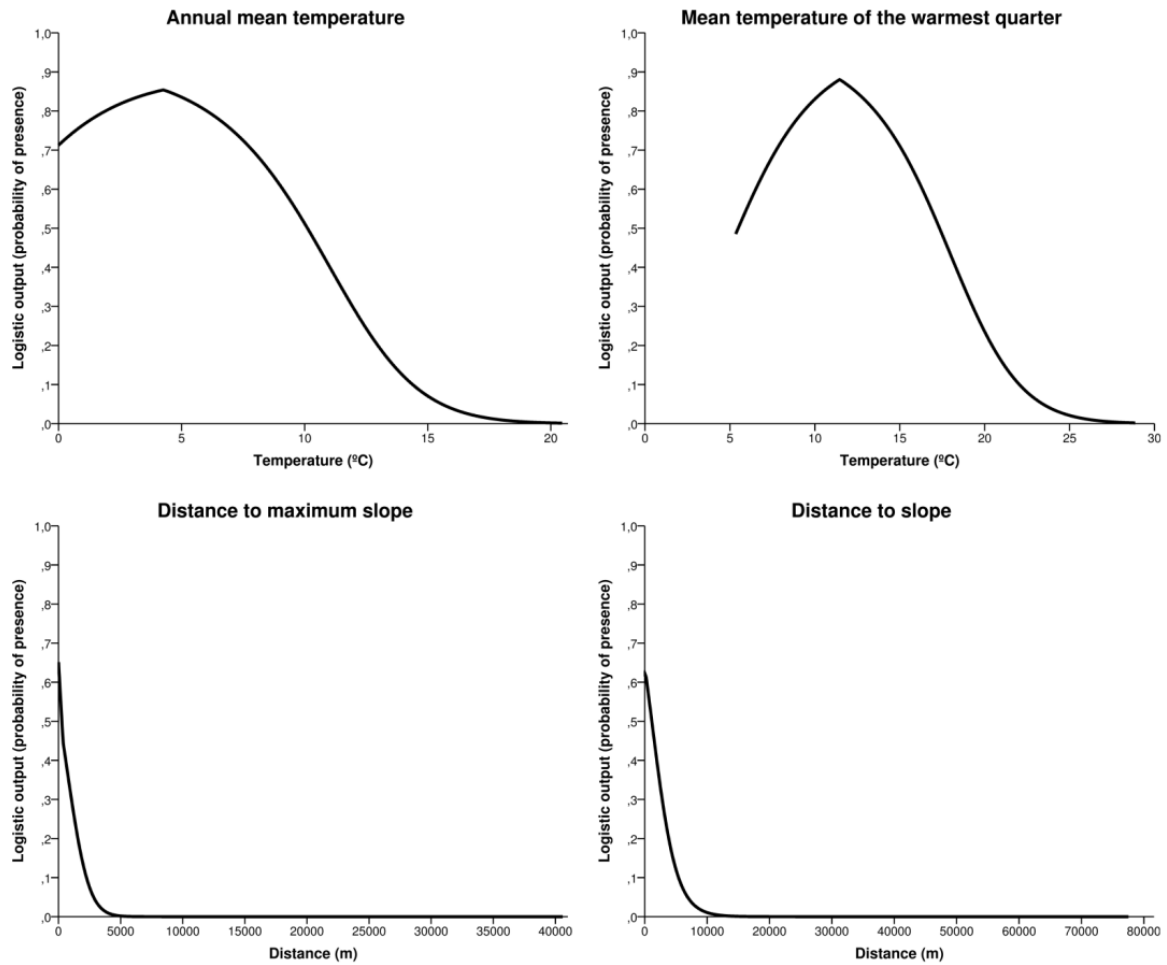 Annual mean temperature
Logistic output (probability of presence)
1,0
,9
,8
,7
,6
,5
,4
,3
,2
,1
,0
0 5 10 15 20
Temperature (ºC)
Mean temperature of the warmest quarter
Logistic output (probability of presence)
1,0
,9
,8
,7
,6
,5
,4
,3
,2
,1
,0
0 5 10 15 20 25 30
Temperature (ºC)
Distance to maximum slope
Logistic output (probability of presence)
1,0
,9
,8
,7
,6
,5
,4
,3
,2
,1
,0
0 5000 10000 15000 20000 25000 30000 35000 40000
Distance (m)
Distance to slope
Logistic output (probability of presence)
1,0
,9
,8
,7
,6
,5
,4
,3
,2
,1
,0
0 10000 20000 30000 40000 50000 60000 70000 80000
Distance (m)